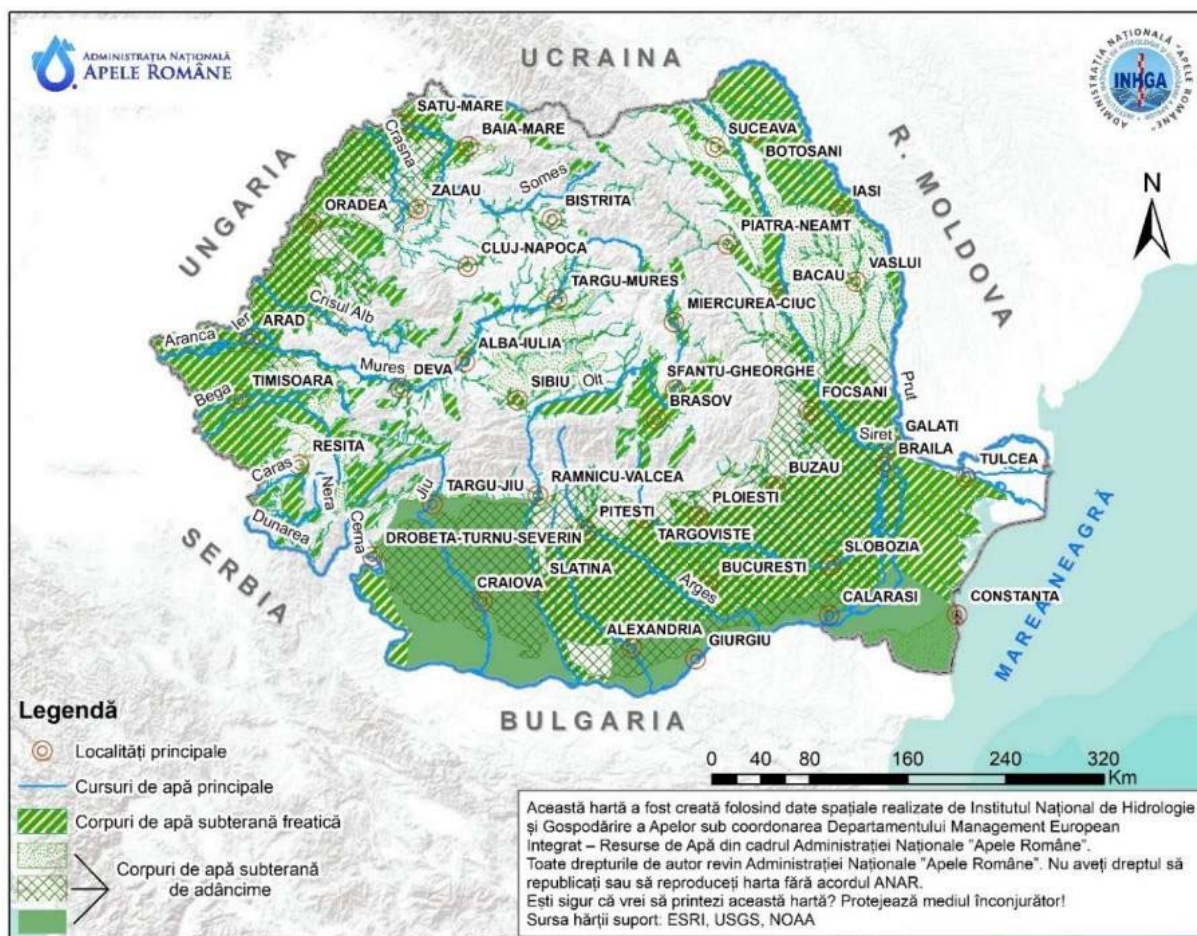 ADMINISTRAȚIA NAȚIONALĂ
APELE ROMÂNE
UCRAINA
ADMINISTRAȚIA NAȚIONALĂ "APELE ROMÂNE"
INHGA
SATU-MARE
BAIA-MARE
SUCEAVA
BOTOSANI
Crasna
UNGARIA
R. MOLDOVA
N
ZALAU
Somes
BISTRITA
IASI
ORADEA
PIATRA-NEAMT
CLUJ-NAPOCA
BACAU
VASLUI
TARGU-MURES
MIERCUREA-CIUC
Crisul Alb
Ier
ARAD
Aranca
ALBA-IULIA
Mures
DEVA
SFANTU-GHEORGHE
TIMISOARA
Bega
SIBIU
Olt
BRASOV
FOCSANI
Prut
GALATI
Siret
RESITA
BRAILA
TULCEA
Caras
BUZAU
Nera
TARGU-JIU
RAMNICU-VALCEA
Jiu
PLOIESTI
PITESTI
Dunarea
Cerna
DROBETA-TURNU-SEVERIN
TARGOVISTE
SLOBOZIA
SERBIA
SLATINA
BUCURESTI
CRAIOVA
Arges
CALARASI
CONSTANTA
MAREA NEAGRĂ
ALEXANDRIA
GIURGIU
BULGARIA
Legendă
Localități principale
Cursuri de apă principale
Corpuri de apă subterană freatică
Corpuri de apă subterană
de adâncime
0 40 80 160 240 320
Km
Această hartă a fost creată folosind date spațiale realizate de Institutul Național de Hidrologie
și Gospodărire a Apelor sub coordonarea Departamentului Management European
Integrat – Resurse de Apă din cadrul Administrației Naționale "Apele Române".
Toate drepturile de autor revin Administrației Naționale "Apele Române". Nu aveți dreptul să
republicați sau să reproduceți harta fără acordul ANAR.
Ești sigur că vrei să printezi această hartă? Protejează mediul înconjurător!
Sursa hărții suport: ESRI, USGS, NOAA